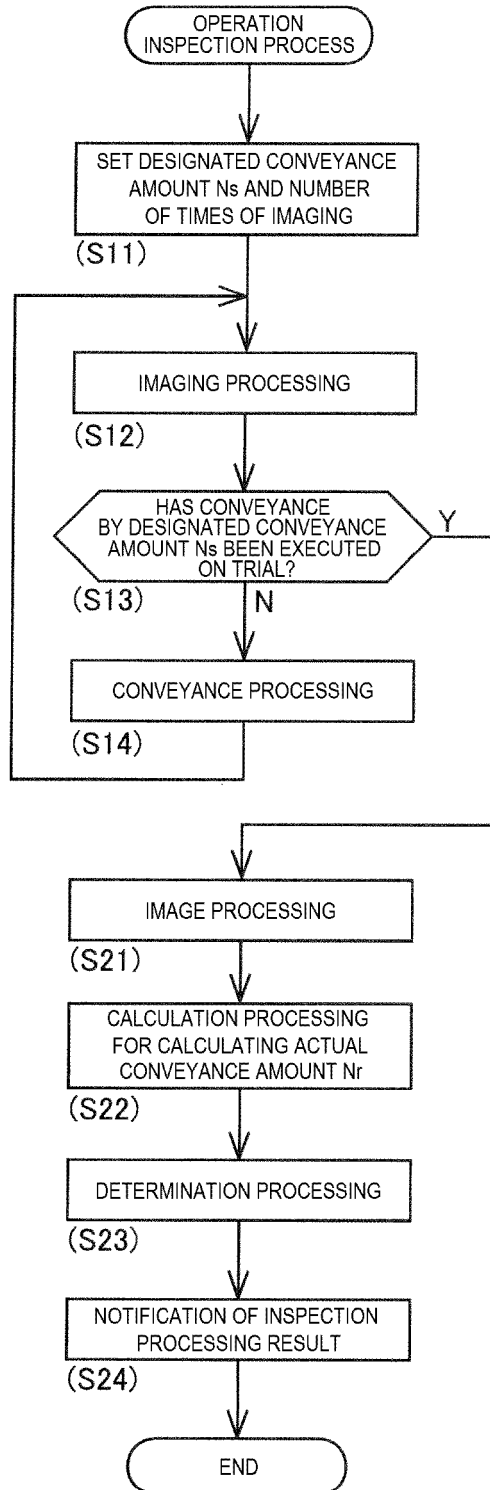 OPERATION
INSPECTION PROCESS
SET DESIGNATED CONVEYANCE
AMOUNT Ns AND NUMBER
OF TIMES OF IMAGING
(S11)
IMAGING PROCESSING
(S12)
HAS CONVEYANCE
BY DESIGNATED CONVEYANCE
AMOUNT Ns BEEN EXECUTED
ON TRIAL?
Y
(S13)
N
CONVEYANCE PROCESSING
(S14)
IMAGE PROCESSING
(S21)
CALCULATION PROCESSING
FOR CALCULATING ACTUAL
CONVEYANCE AMOUNT Nr
(S22)
DETERMINATION PROCESSING
(S23)
NOTIFICATION OF INSPECTION
PROCESSING RESULT
(S24)
END